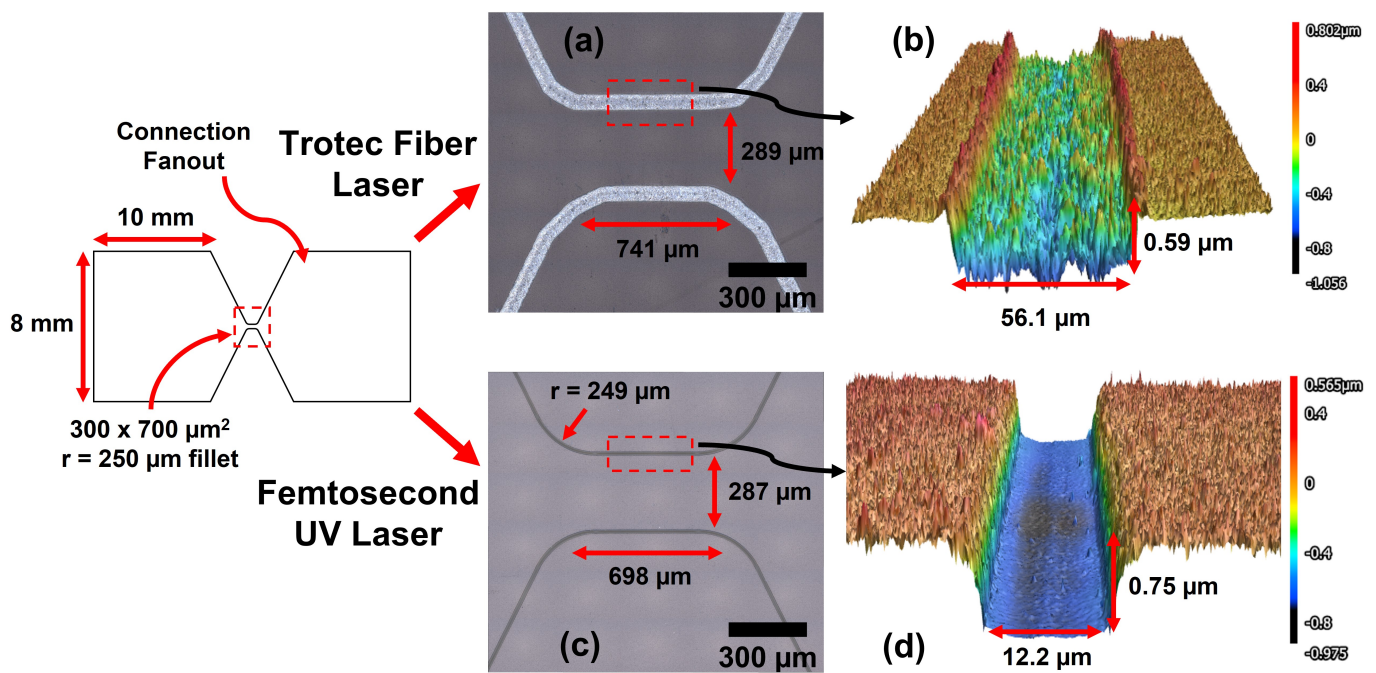 Connection
Fanout
10 mm
8 mm
300 x 700 µm²
r = 250 µm fillet
Trotec Fiber
Laser
Femtosecond
UV Laser
(a)
289 µm
741 µm
300 µm
(b)
0.59 µm
56.1 µm
0.802µm
0.4
0
-0.4
-0.8
-1.056
r = 249 µm
287 µm
698 µm
(c)
300 µm
(d)
0.75 µm
12.2 µm
0.565µm
0.4
0
-0.4
-0.8
-0.975